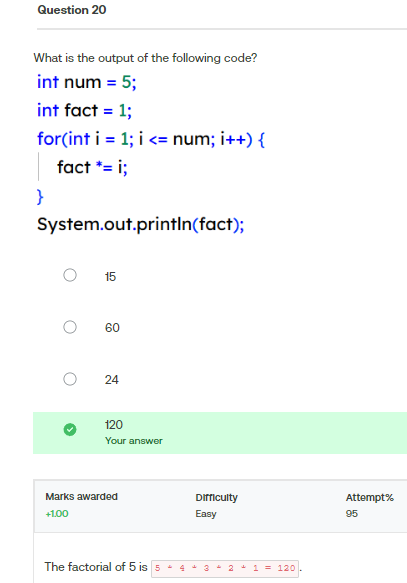 Question 20
What is the output of the following code?
int num = 5;
int fact = 1;
for(int i = 1; i <= num; i++) {
fact *= i;
}
System.out.println(fact);
15
60
24
120
Your answer
Marks awarded
Difficulty
Attempt%
+1.00
Easy
95
The factorial of 5 is 5 * 4 * 3 * 2 * 1 = 120.